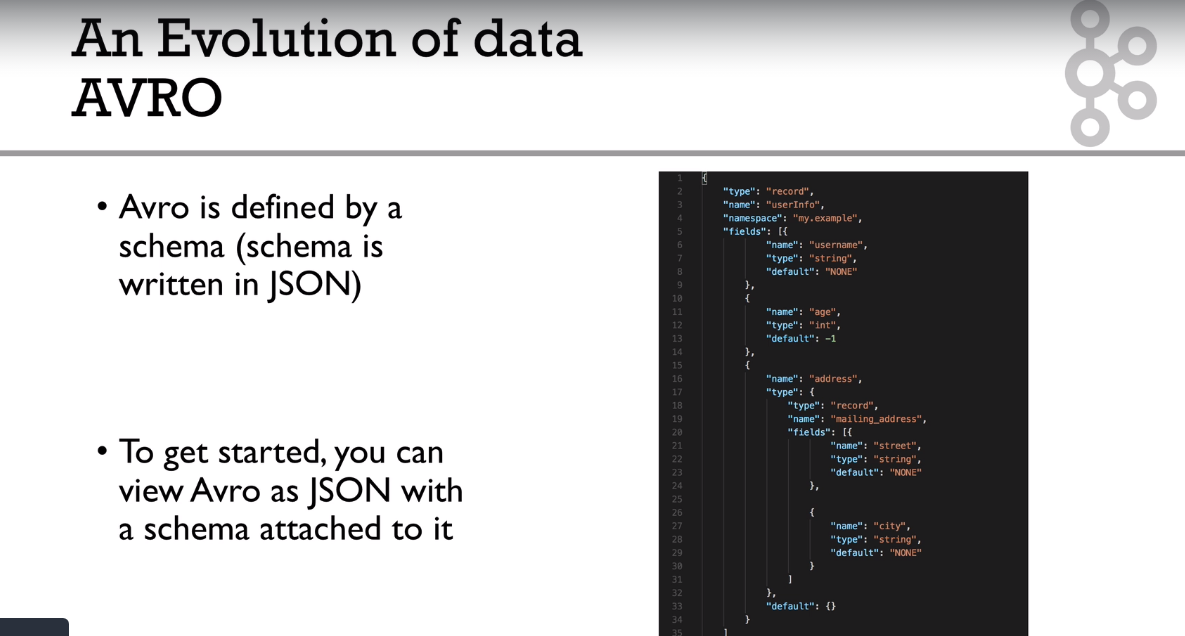 An Evolution of data
AVRO
• Avro is defined by a
schema (schema is
written in JSON)
• To get started, you can
view Avro as JSON with
a schema attached to it
1 {
2 "type": "record",
3 "name": "userInfo",
4 "namespace": "my.example",
5 "fields": [{
6 "name": "username",
7 "type": "string",
8 "default": "NONE"
9 },
10 {
11 "name": "age",
12 "type": "int",
13 "default": -1
14 },
15 {
16 "name": "address",
17 "type": {
18 "type": "record",
19 "name": "mailing_address",
20 "fields": [{
21 "name": "street",
22 "type": "string",
23 "default": "NONE"
24 },
25
26 {
27 "name": "city",
28 "type": "string",
29 "default": "NONE"
30 }
31 ]
32 },
33 "default": {}
34 }
35 ]